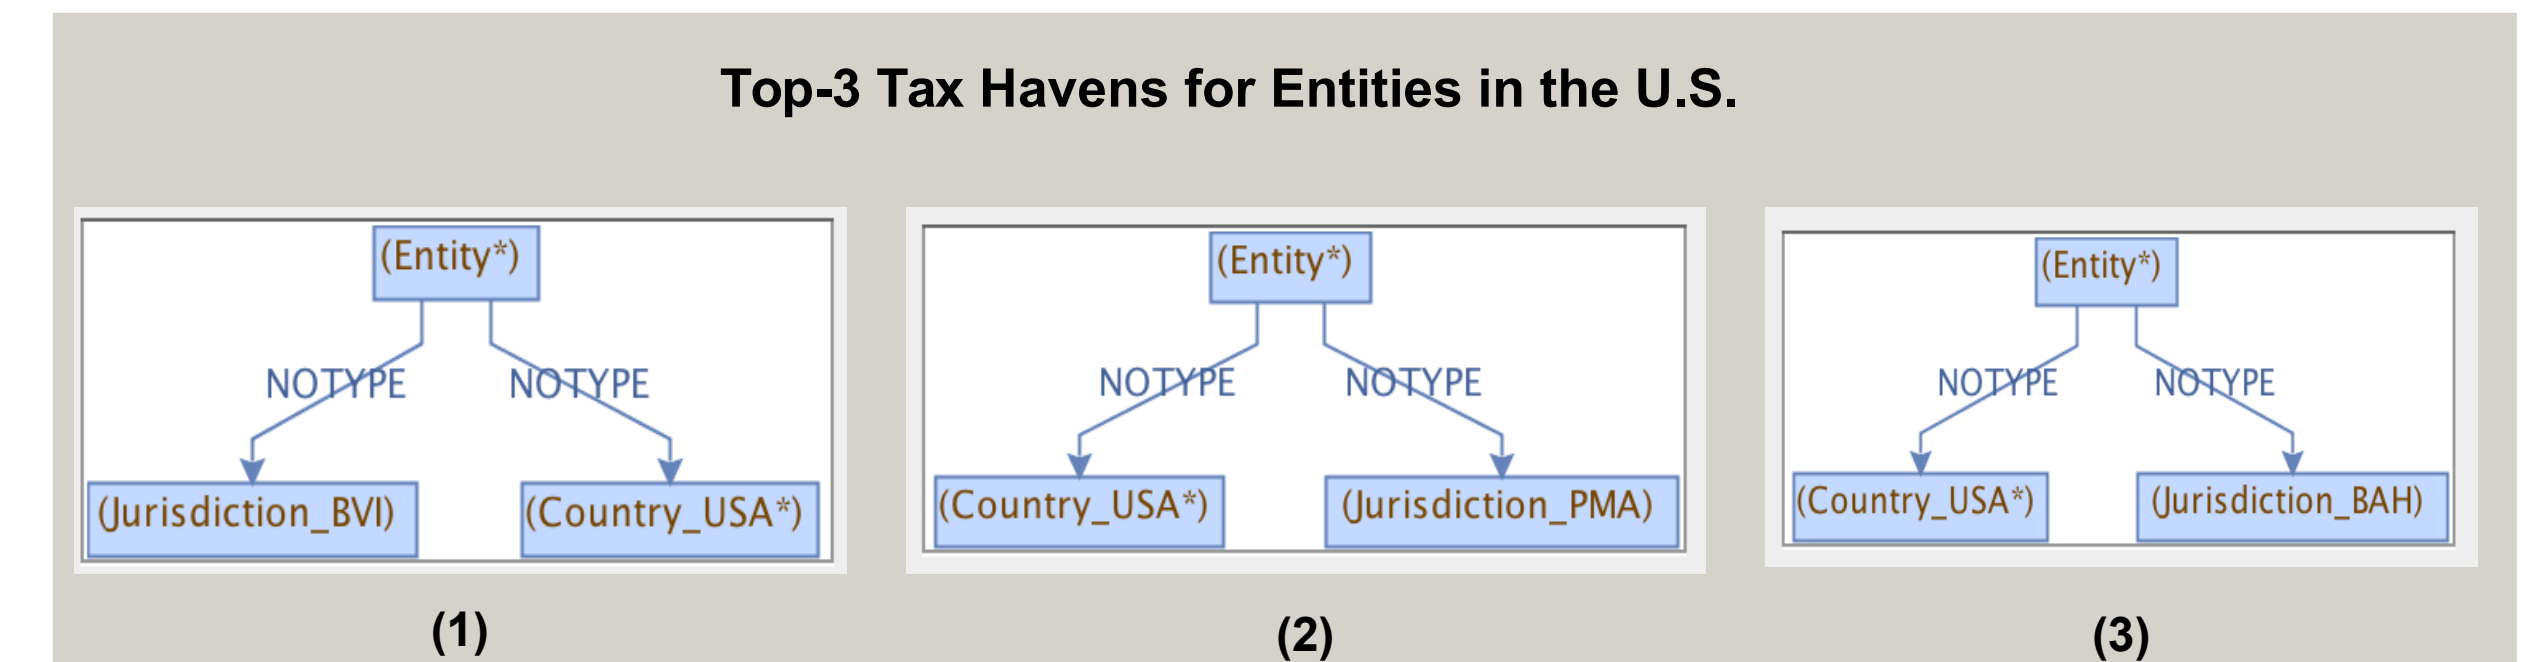 Top-3 Tax Havens for Entities in the U.S.
(Entity*)
NOTYPE NOTYPE
(Jurisdiction_BVI) (Country_USA*)
(1)
(Entity*)
NOTYPE NOTYPE
(Country_USA*) (Jurisdiction_PMA)
(2)
(Entity*)
NOTYPE NOTYPE
(Country_USA*) (Jurisdiction_BAH)
(3)